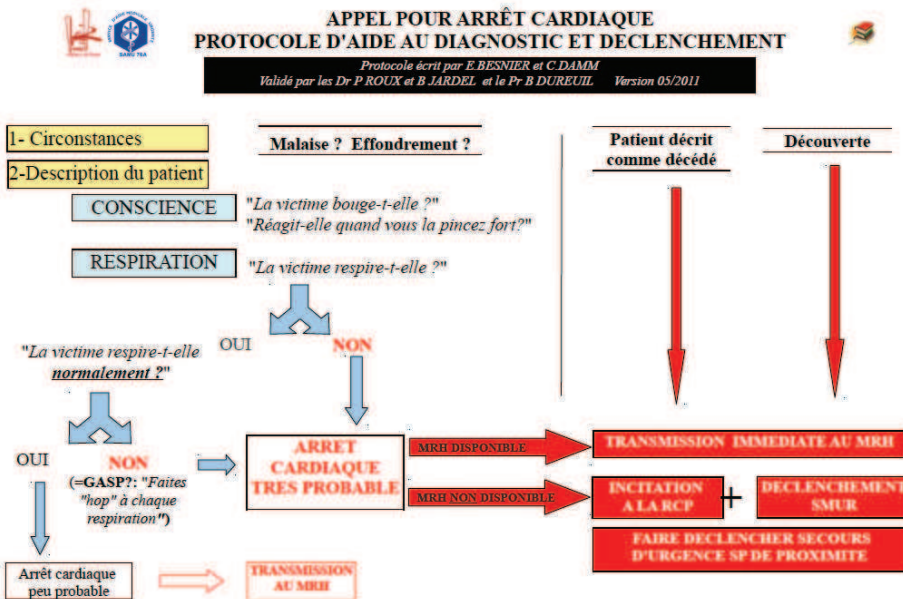 APPEL POUR ARRÊT CARDIAQUE
PROTOCOLE D'AIDE AU DIAGNOSTIC ET DECLENCHEMENT
Protocole écrit par E.BESNIER et C.DAMM
Validé par les Dr P ROUX et B JARDEL et le Pr B DUREUIL Version 05/2011
1- Circonstances
2-Description du patient
Malaise ? Effondrement ?
Patient décrit
comme décédé
Découverte
CONSCIENCE
"La victime bouge-t-elle ?"
"Réagit-elle quand vous la pincez fort?"
RESPIRATION
"La victime respire-t-elle ?"
OUI
NON
"La victime respire-t-elle
normalement ?"
OUI
NON
(=GASP?: "Faites
"hop" à chaque
respiration")
ARRET
CARDIAQUE
TRES PROBABLE
MRH DISPONIBLE
MRH NON DISPONIBLE
TRANSMISSION IMMEDIATE AU MRH
INCITATION
A LA RCP
+
DECLENCHEMENT
SMUR
FAIRE DECLENCHER SECOURS
D'URGENCE SP DE PROXIMITE
Arrêt cardiaque
peu probable
TRANSMISSION
AU MRH